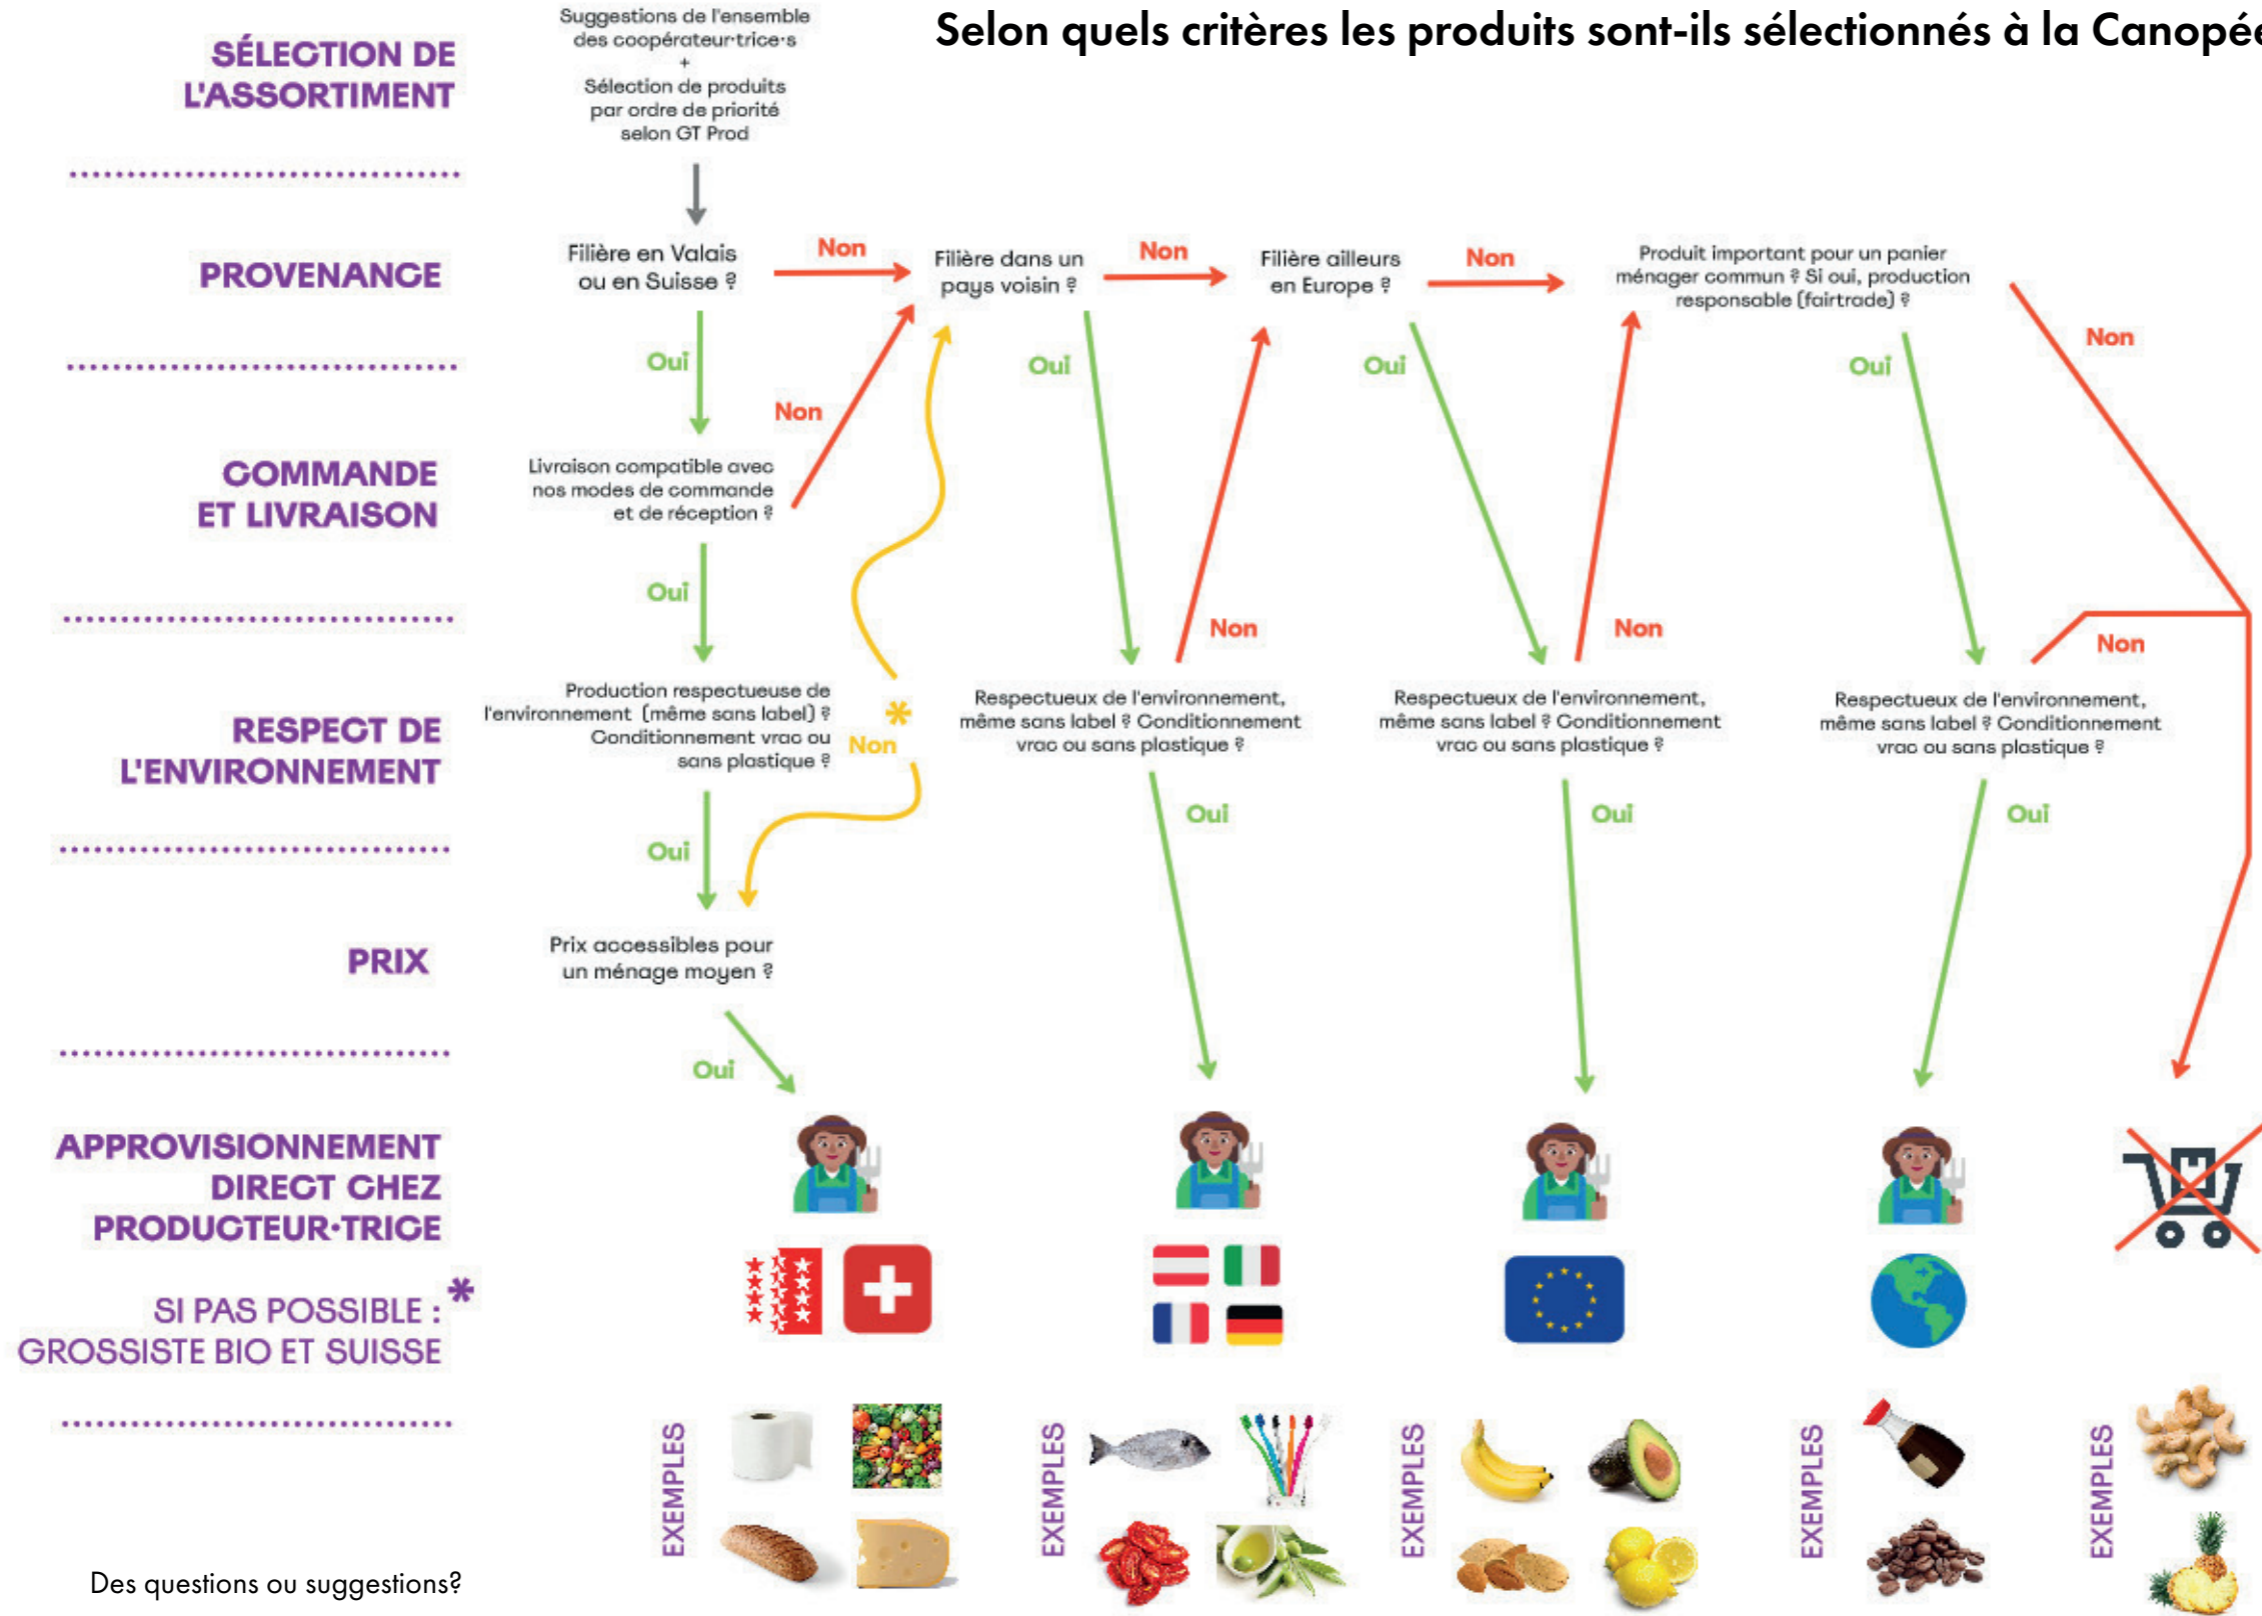 Selon quels critères les produits sont-ils sélectionnés à la Canopée
SÉLECTION DE
L'ASSORTIMENT
Suggestions de l'ensemble
des coopérateur·trice·s
+
Sélection de produits
par ordre de priorité
selon GT Prod
PROVENANCE
Filière en Valais
ou en Suisse ?
Non
Filière dans un
pays voisin ?
Non
Filière ailleurs
en Europe ?
Non
Produit important pour un panier
ménager commun ? Si oui, production
responsable (fairtrade) ?
Non
Oui
Non
Oui
Oui
Oui
COMMANDE
ET LIVRAISON
Livraison compatible avec
nos modes de commande
et de réception ?
Oui
Non
Non
Non
RESPECT DE
L'ENVIRONNEMENT
Production respectueuse de
l'environnement (même sans label) ?
Conditionnement vrac ou
sans plastique ?
*
Non
Respectueux de l'environnement,
même sans label ? Conditionnement
vrac ou sans plastique ?
Respectueux de l'environnement,
même sans label ? Conditionnement
vrac ou sans plastique ?
Respectueux de l'environnement,
même sans label ? Conditionnement
vrac ou sans plastique ?
Oui
Oui
Oui
Oui
PRIX
Prix accessibles pour
un ménage moyen ?
Oui
APPROVISIONNEMENT
DIRECT CHEZ
PRODUCTEUR·TRICE
SI PAS POSSIBLE : *
GROSSISTE BIO ET SUISSE
EXEMPLES
EXEMPLES
EXEMPLES
EXEMPLES
EXEMPLES
Des questions ou suggestions?